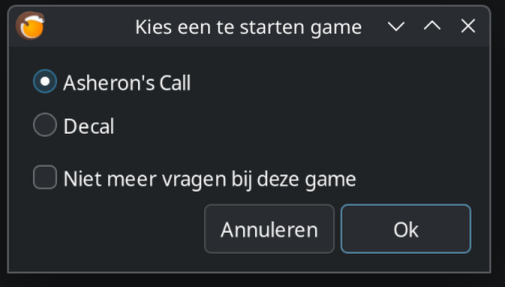 Kies een te starten game
Asheron's Call
Decal
Niet meer vragen bij deze game
Annuleren
Ok